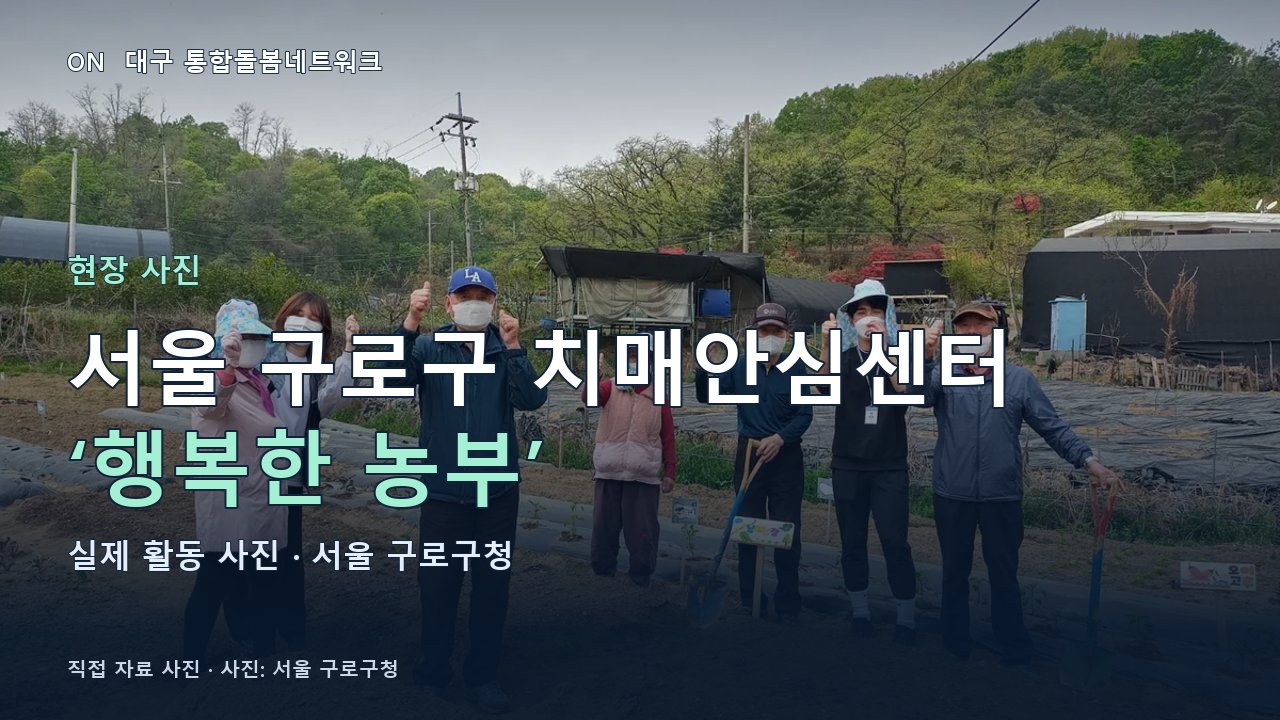 ON 대구 통합돌봄네트워크
현장 사진
서울 구로구 치매안심센터
‘행복한 농부’
실제 활동 사진 · 서울 구로구청
직접 자료 사진 · 사진: 서울 구로구청
LA